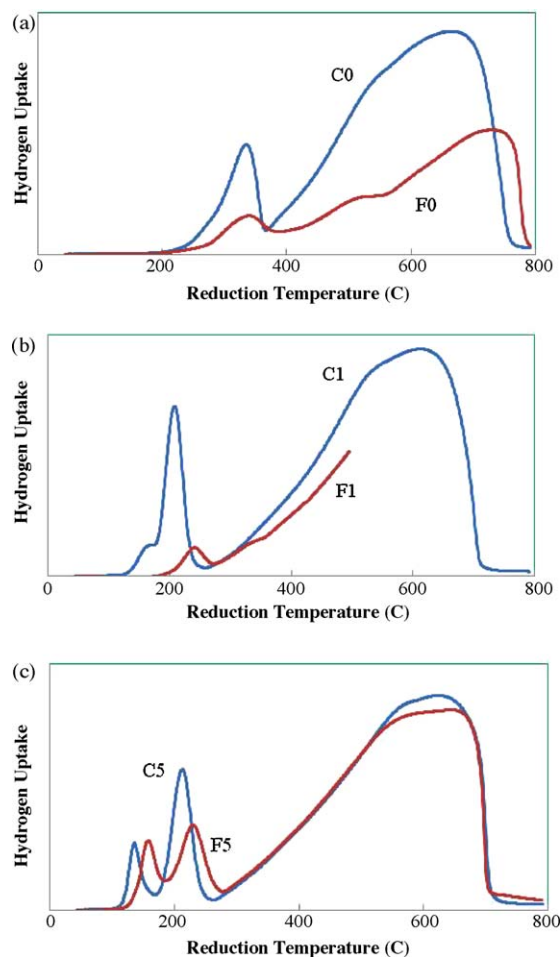 (a)
Hydrogen Uptake
C0
F0
0 200 400 600 800
Reduction Temperature (C)
(b)
Hydrogen Uptake
C1
F1
0 200 400 600 800
Reduction Temperature (C)
(c)
Hydrogen Uptake
C5
F5
0 200 400 600 800
Reduction Temperature (C)